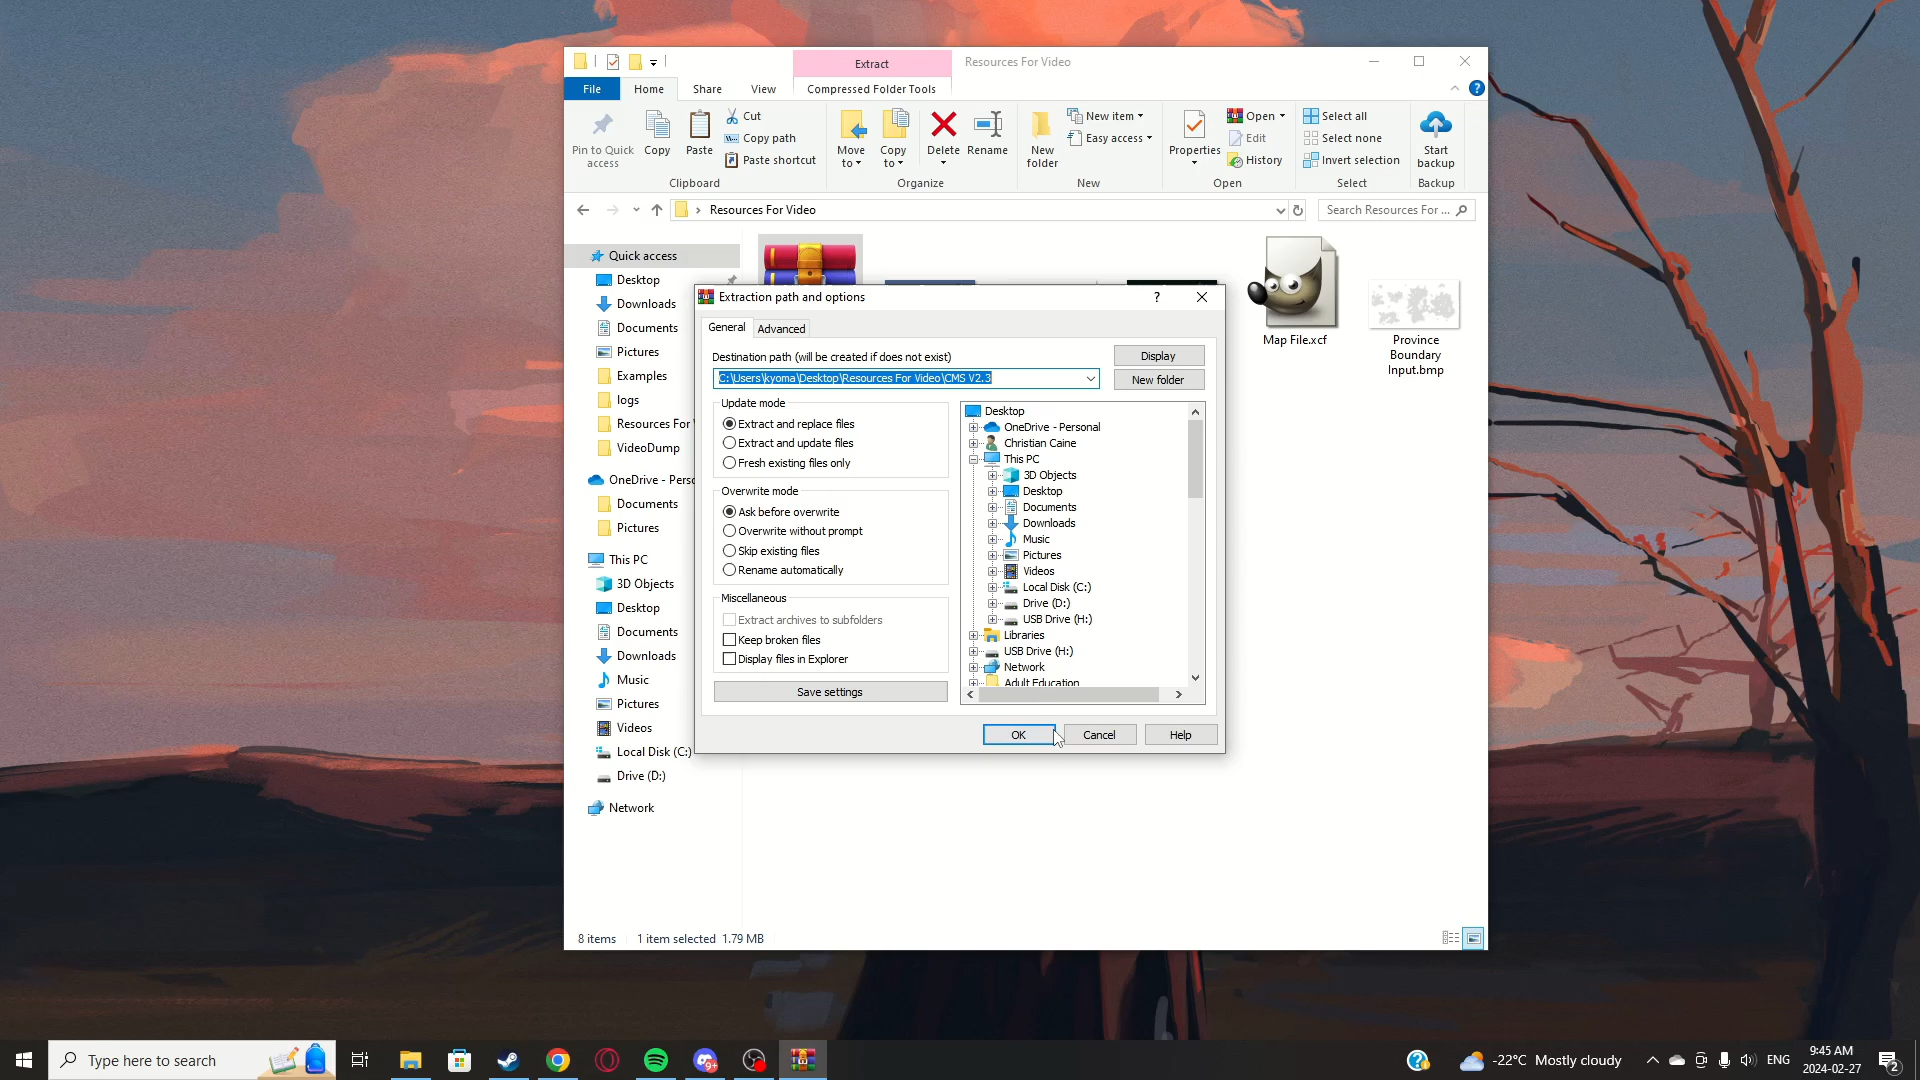 Extract
Resources For Video
File
Home
Share
View
Compressed Folder Tools
Pin to Quick access
Copy
Paste
Cut
Copy path
Paste shortcut
Clipboard
Move to
Copy to
Delete
Rename
Organize
New folder
New item
Easy access
New
Properties
Open
Edit
History
Open
Select all
Select none
Invert selection
Select
Start backup
Backup
Resources For Video
Search Resources For ...
Quick access
Desktop
Downloads
Documents
Pictures
Examples
logs
Resources For
VideoDump
OneDrive - Pers
Documents
Pictures
This PC
3D Objects
Desktop
Documents
Downloads
Music
Pictures
Videos
Local Disk (C:)
Drive (D:)
Network
Map File.xcf
Province
Boundary
Input.bmp
Extraction path and options
?
General
Advanced
Destination path (will be created if does not exist)
Display
C:\Users\kyoma\Desktop\Resources For Video\CMS V2.3
New folder
Update mode
Extract and replace files
Extract and update files
Fresh existing files only
Overwrite mode
Ask before overwrite
Overwrite without prompt
Skip existing files
Rename automatically
Miscellaneous
Extract archives to subfolders
Keep broken files
Display files in Explorer
Save settings
Desktop
OneDrive - Personal
Christian Caine
This PC
3D Objects
Desktop
Documents
Downloads
Music
Pictures
Videos
Local Disk (C:)
Drive (D:)
USB Drive (H:)
Libraries
USB Drive (H:)
Network
Adult Education
OK
Cancel
Help
8 items
1 item selected 1.79 MB
Type here to search
9+
-22°C Mostly cloudy
ENG
9:45 AM
2024-02-27
2